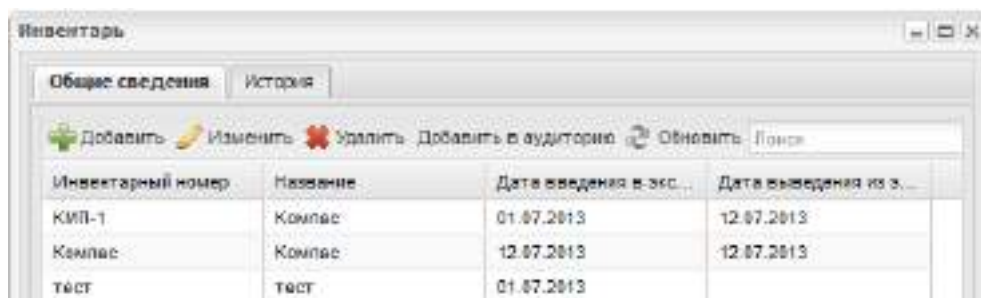 Инвентарь
Общие сведения История
Добавить Изменить Удалить Добавить в аудиторию Обновить Поиск
Инвентарный номер Название Дата введения в экс... Дата выведения из э...
КИП-1 Компас 01.07.2013 12.07.2013
Компас Компас 12.07.2013 12.07.2013
тест тест 01.07.2013